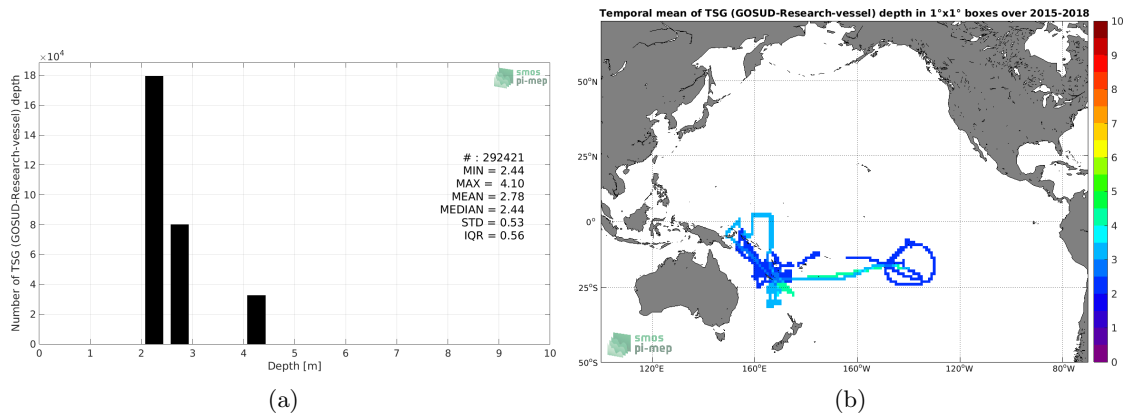 ×10⁴
18
16
14
12
10
8
6
4
2
0
Number of TSG (GOSUD-Research-vessel) depth
smos
pi-mep
# : 292421
MIN = 2.44
MAX = 4.10
MEAN = 2.78
MEDIAN = 2.44
STD = 0.53
IQR = 0.56
0 1 2 3 4 5 6 7 8 9 10
Depth [m]
(a)
Temporal mean of TSG (GOSUD-Research-vessel) depth in 1°x1° boxes over 2015-2018
50°N
25°N
0°
25°S
50°S
smos
pi-mep
120°E 160°E 160°W 120°W 80°W
10
9
8
7
6
5
4
3
2
1
0
(b)